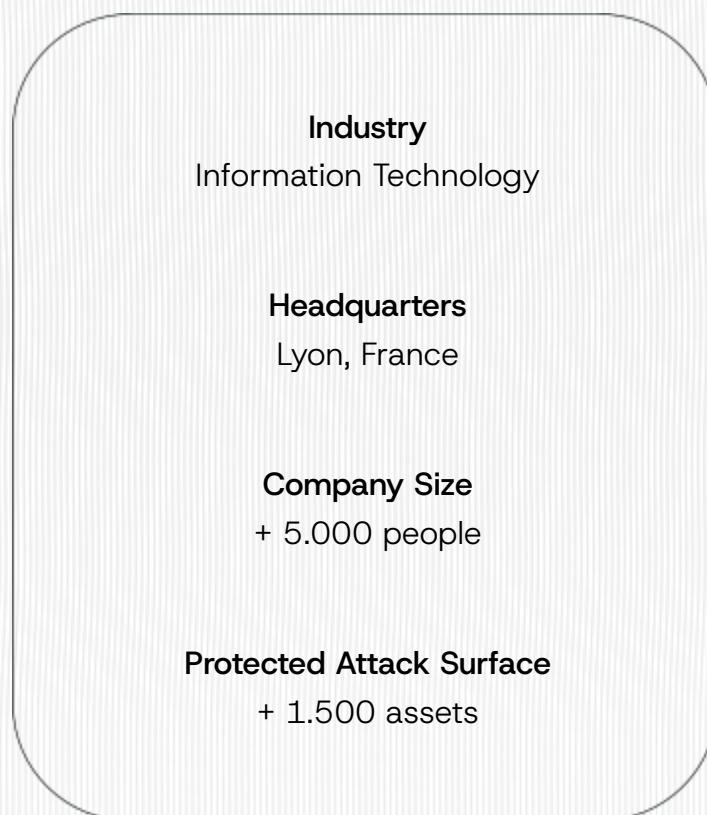 Industry
Information Technology
Headquarters
Lyon, France
Company Size
+ 5.000 people
Protected Attack Surface
+ 1.500 assets